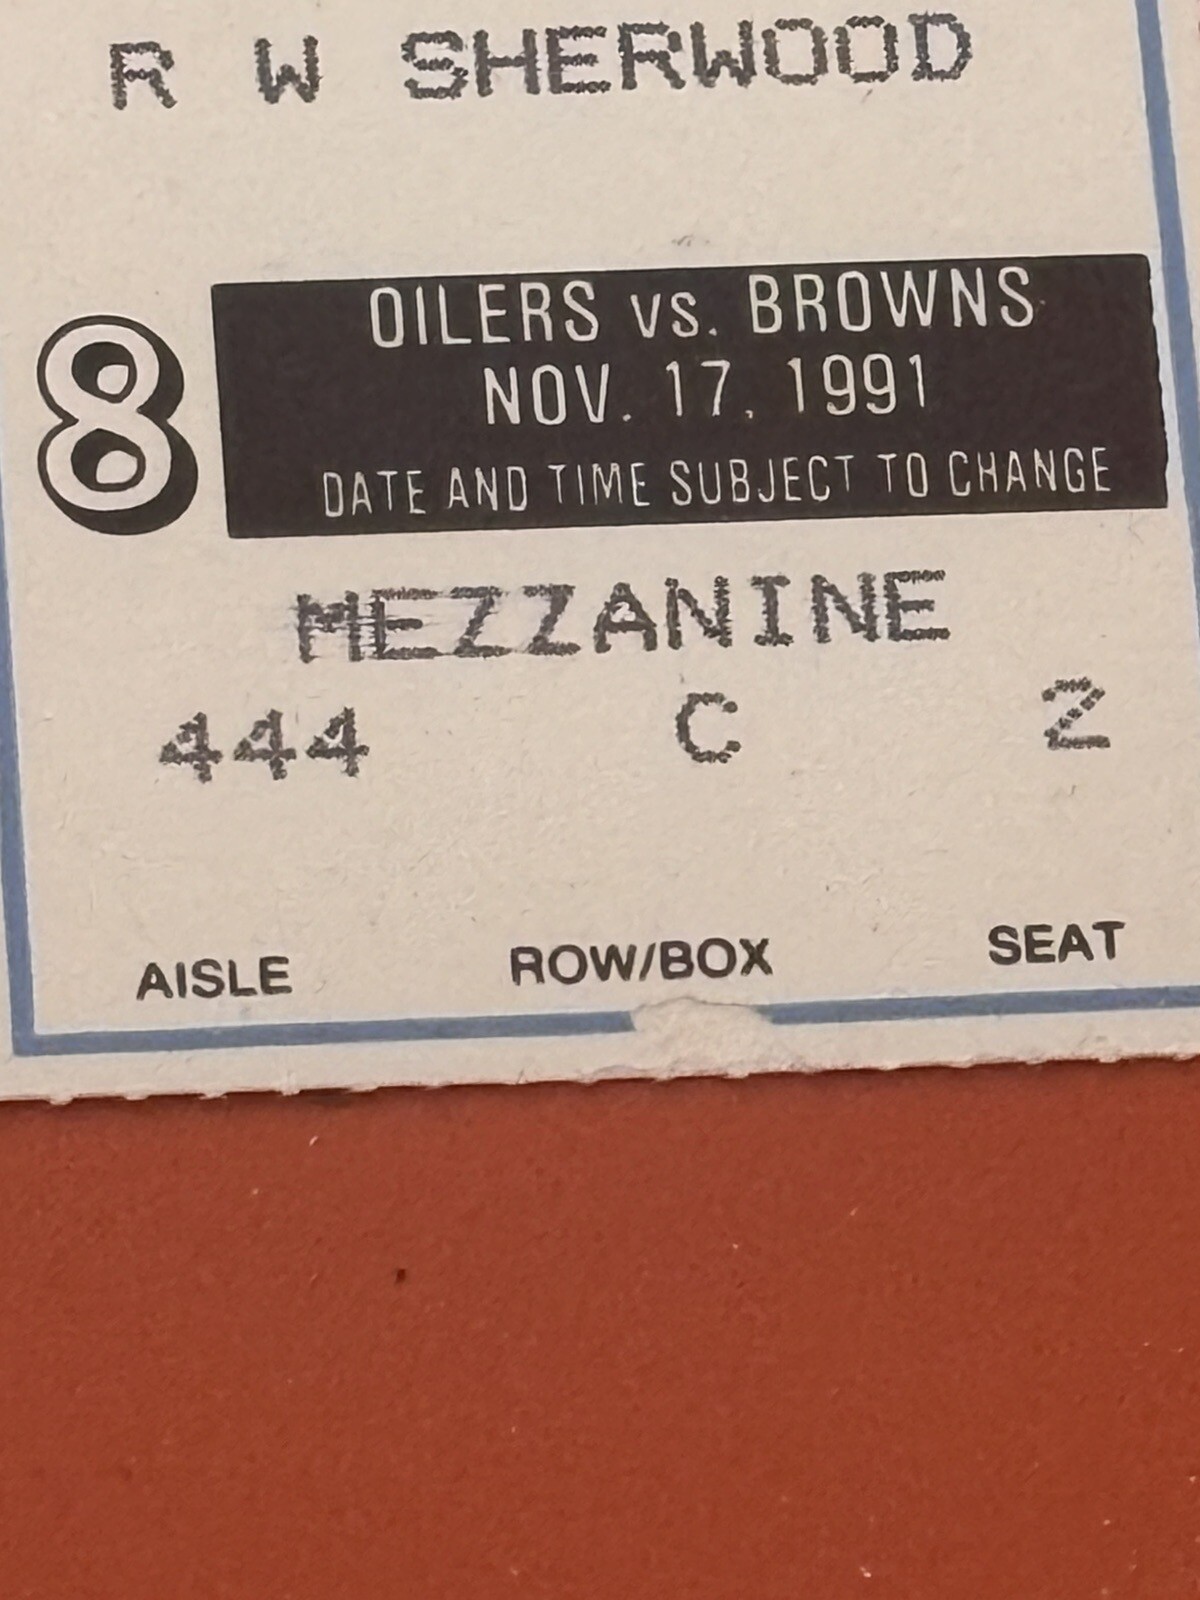 R W SHERWOOD
8
OILERS vs. BROWNS
NOV. 17, 1991
DATE AND TIME SUBJECT TO CHANGE
MEZZANINE
444 C 2
AISLE ROW/BOX SEAT